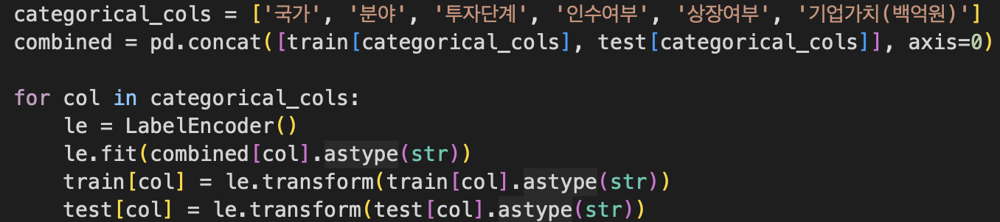 categorical_cols = ['국가', '분야', '투자단계', '인수여부', '상장여부', '기업가치(백억원)']
combined = pd.concat([train[categorical_cols], test[categorical_cols]], axis=0)
for col in categorical_cols:
    le = LabelEncoder()
    le.fit(combined[col].astype(str))
    train[col] = le.transform(train[col].astype(str))
    test[col] = le.transform(test[col].astype(str))